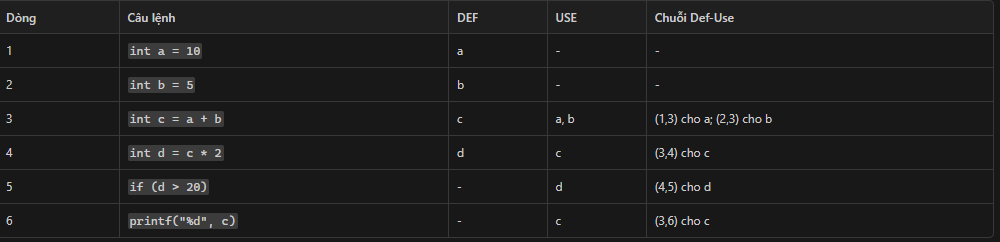 Dòng Câu lệnh DEF USE Chuỗi Def-Use
1 int a = 10 a - -
2 int b = 5 b - -
3 int c = a + b c a, b (1,3) cho a; (2,3) cho b
4 int d = c * 2 d c (3,4) cho c
5 if (d > 20) - d (4,5) cho d
6 printf("%d", c) - c (3,6) cho c